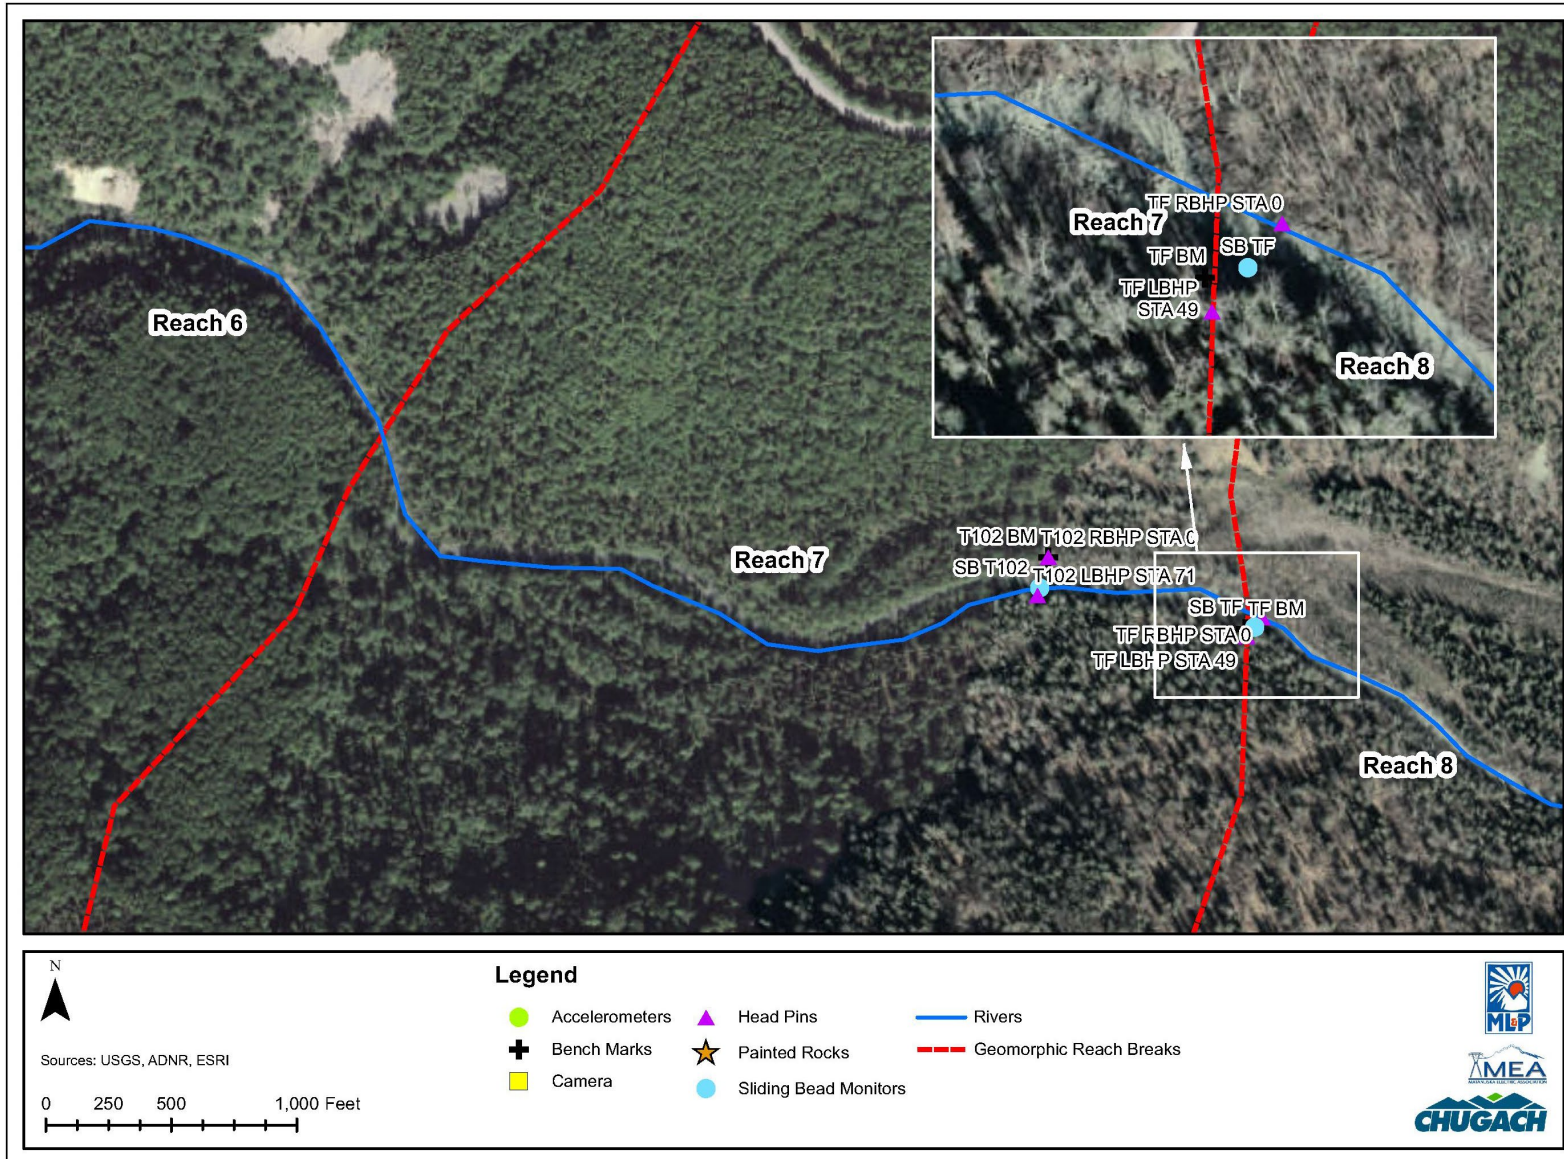 TF RBHP STA 0
Reach 7
SB TF
TF BM
TF LBHP
STA 49
Reach 8
Reach 6
T102 BM T102 RBHP STA 0
Reach 7
SB T102
T102 LBHP STA 71
SB TF TF BM
TF RBHP STA 0
TF LBHP STA 49
Reach 8
N
Sources: USGS, ADNR, ESRI
0 250 500 1,000 Feet
Legend
Accelerometers
Bench Marks
Camera
Head Pins
Painted Rocks
Sliding Bead Monitors
Rivers
Geomorphic Reach Breaks
ML&P
MEA
MATANUSKA ELECTRIC ASSOCIATION
CHUGACH